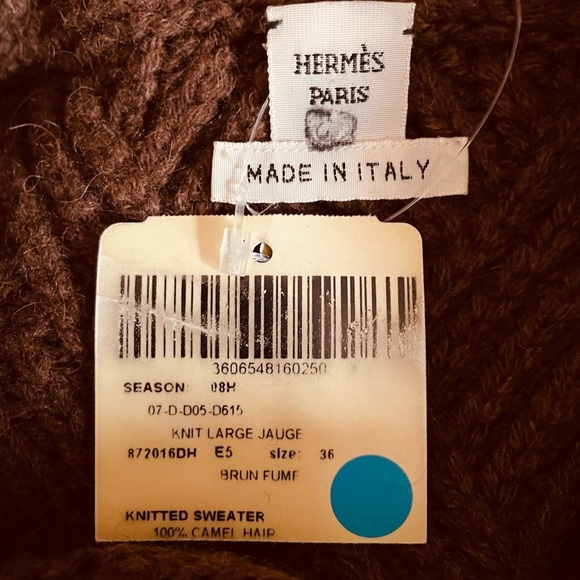 HERMÈS
PARIS
MADE IN ITALY
3606548160250
SEASON: 08H
07-D-D05-D615
KNIT LARGE JAUGE
872016DH E5 size: 36
BRUN FUME
KNITTED SWEATER
100% CAMEL HAIR